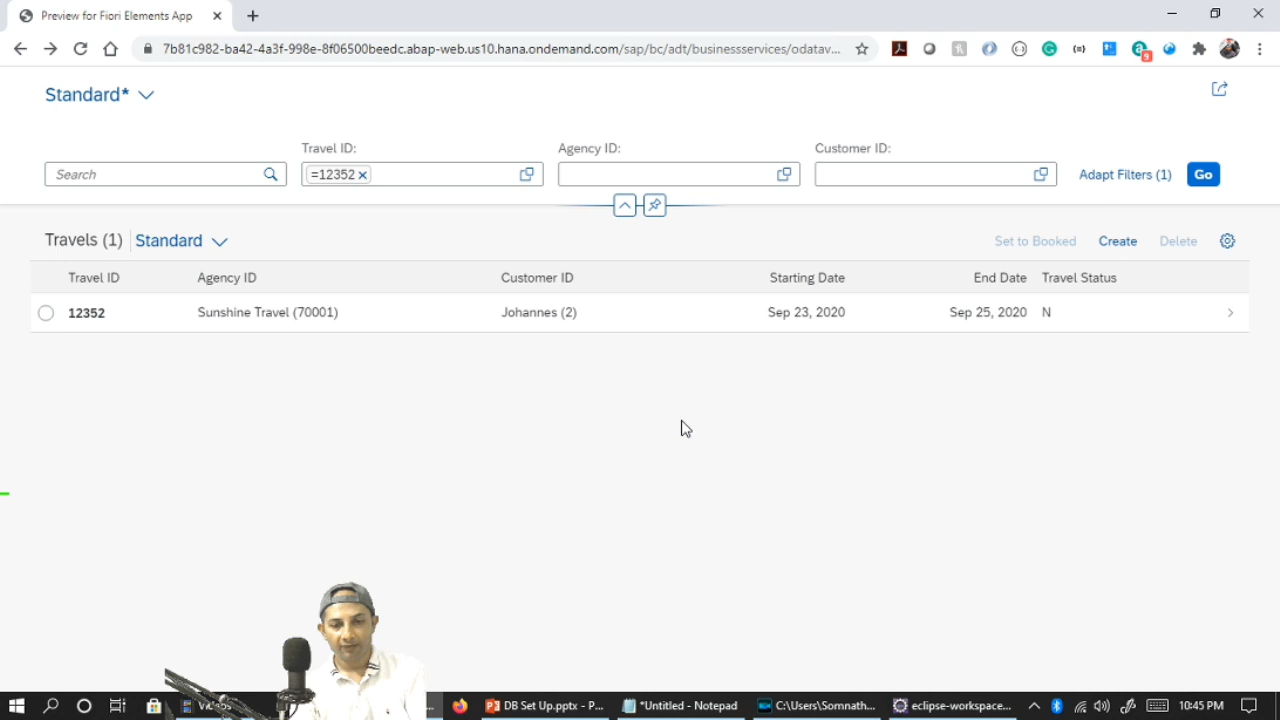 Preview for Fiori Elements App
7b81c982-ba42-4a3f-998e-8f06500beedc.abap-web.us10.hana.ondemand.com/sap/bc/adt/businessservices/odatav...
9
Standard*
Travel ID:
Agency ID:
Customer ID:
Search
=12352
Adapt Filters (1)
Go
Travels (1)
Standard
Set to Booked
Create
Delete
Travel ID
Agency ID
Customer ID
Starting Date
End Date
Travel Status
12352
Sunshine Travel (70001)
Johannes (2)
Sep 23, 2020
Sep 25, 2020
N
DB Set Up.pptx - P...
*Untitled - Notepad
C:\Users\Somnath...
eclipse-workspace...
10:45 PM